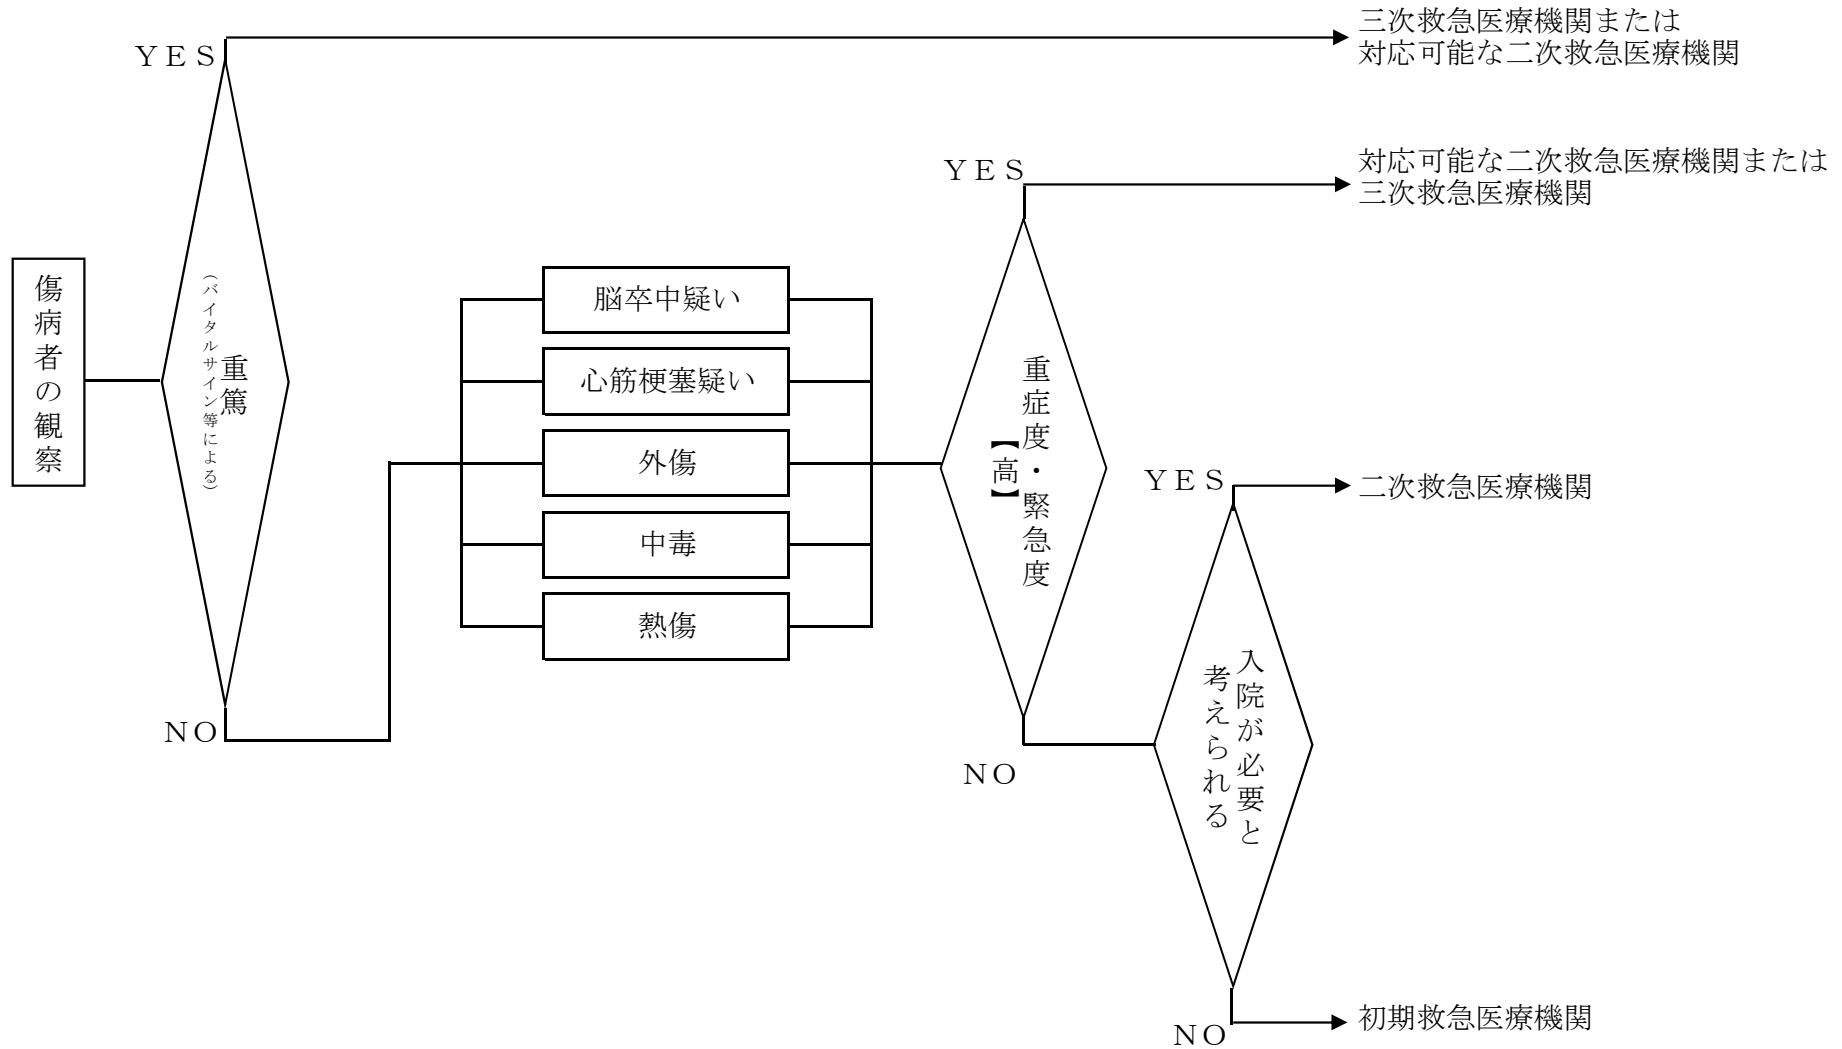 傷病者の観察
YES
重篤
（バイタルサイン等による）
NO
脳卒中疑い
心筋梗塞疑い
外傷
中毒
熱傷
YES
重症度・緊急度
【高】
NO
YES
入院が必要と
考えられる
NO
三次救急医療機関または
対応可能な二次救急医療機関
対応可能な二次救急医療機関または
三次救急医療機関
二次救急医療機関
初期救急医療機関